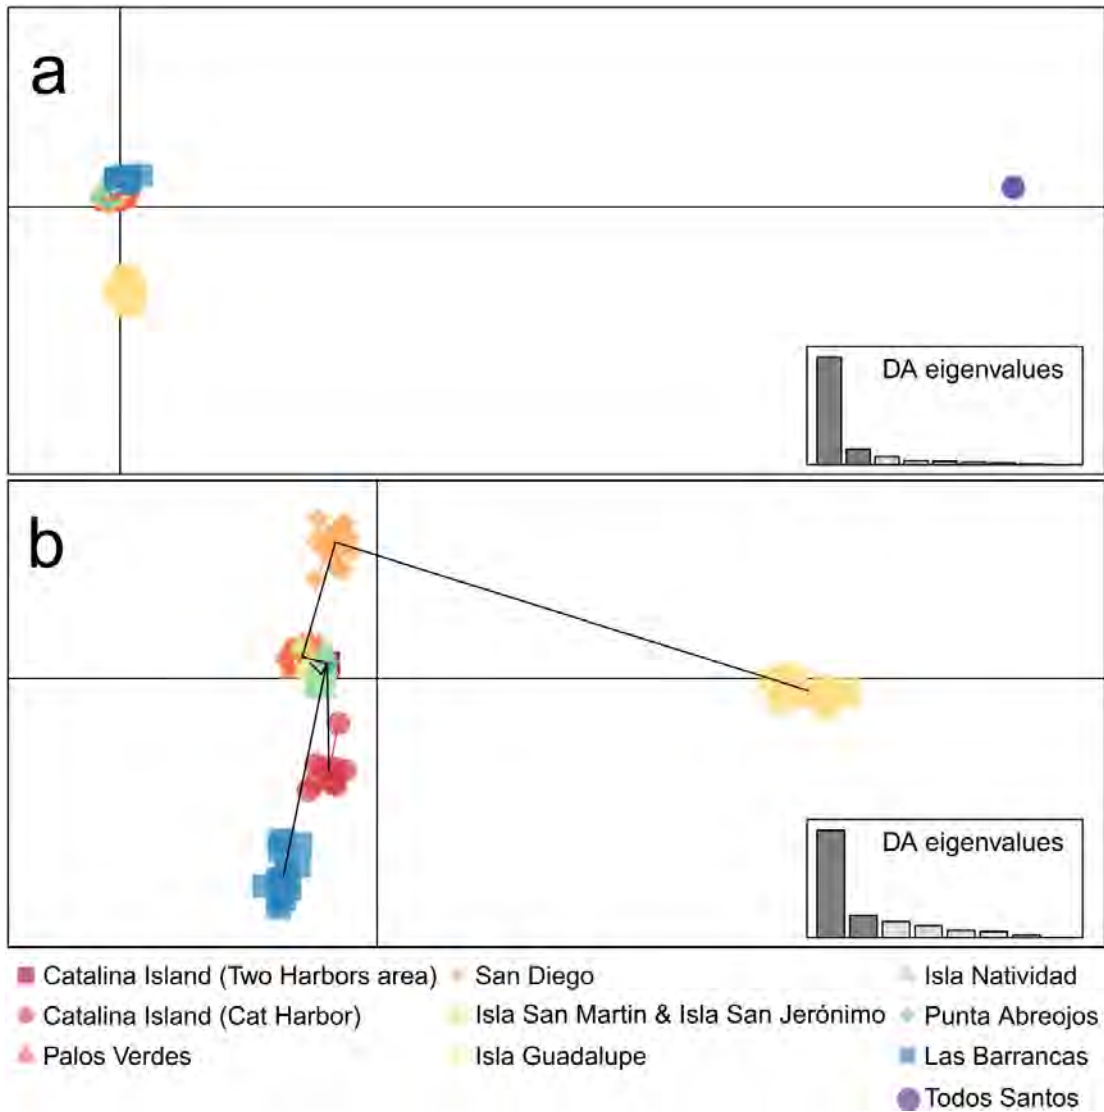 a
DA eigenvalues
b
DA eigenvalues
Catalina Island (Two Harbors area)
Catalina Island (Cat Harbor)
Palos Verdes
San Diego
Isla San Martin & Isla San Jerónimo
Isla Guadalupe
Isla Natividad
Punta Abreojos
Las Barrancas
Todos Santos